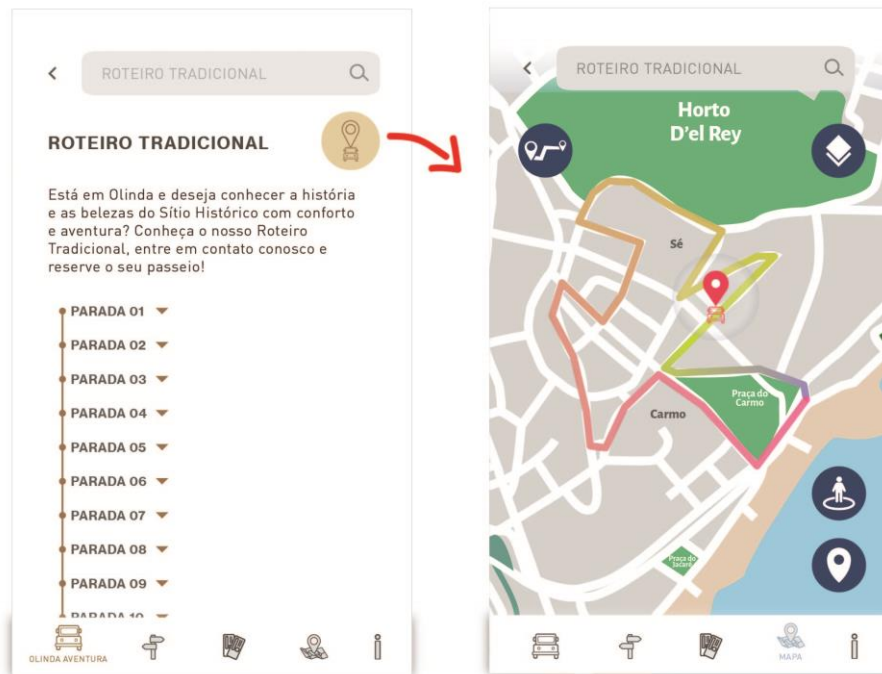 ROTEIRO TRADICIONAL
ROTEIRO TRADICIONAL
Está em Olinda e deseja conhecer a história
e as belezas do Sítio Histórico com conforto
e aventura? Conheça o nosso Roteiro
Tradicional, entre em contato conosco e
reserve o seu passeio!
PARADA 01
PARADA 02
PARADA 03
PARADA 04
PARADA 05
PARADA 06
PARADA 07
PARADA 08
PARADA 09
PARADA 10
OLINDA AVENTURA
ROTEIRO TRADICIONAL
Horto
D'el Rey
Sé
Praça do
Carmo
Carmo
Praça do
Jacaré
MAPA